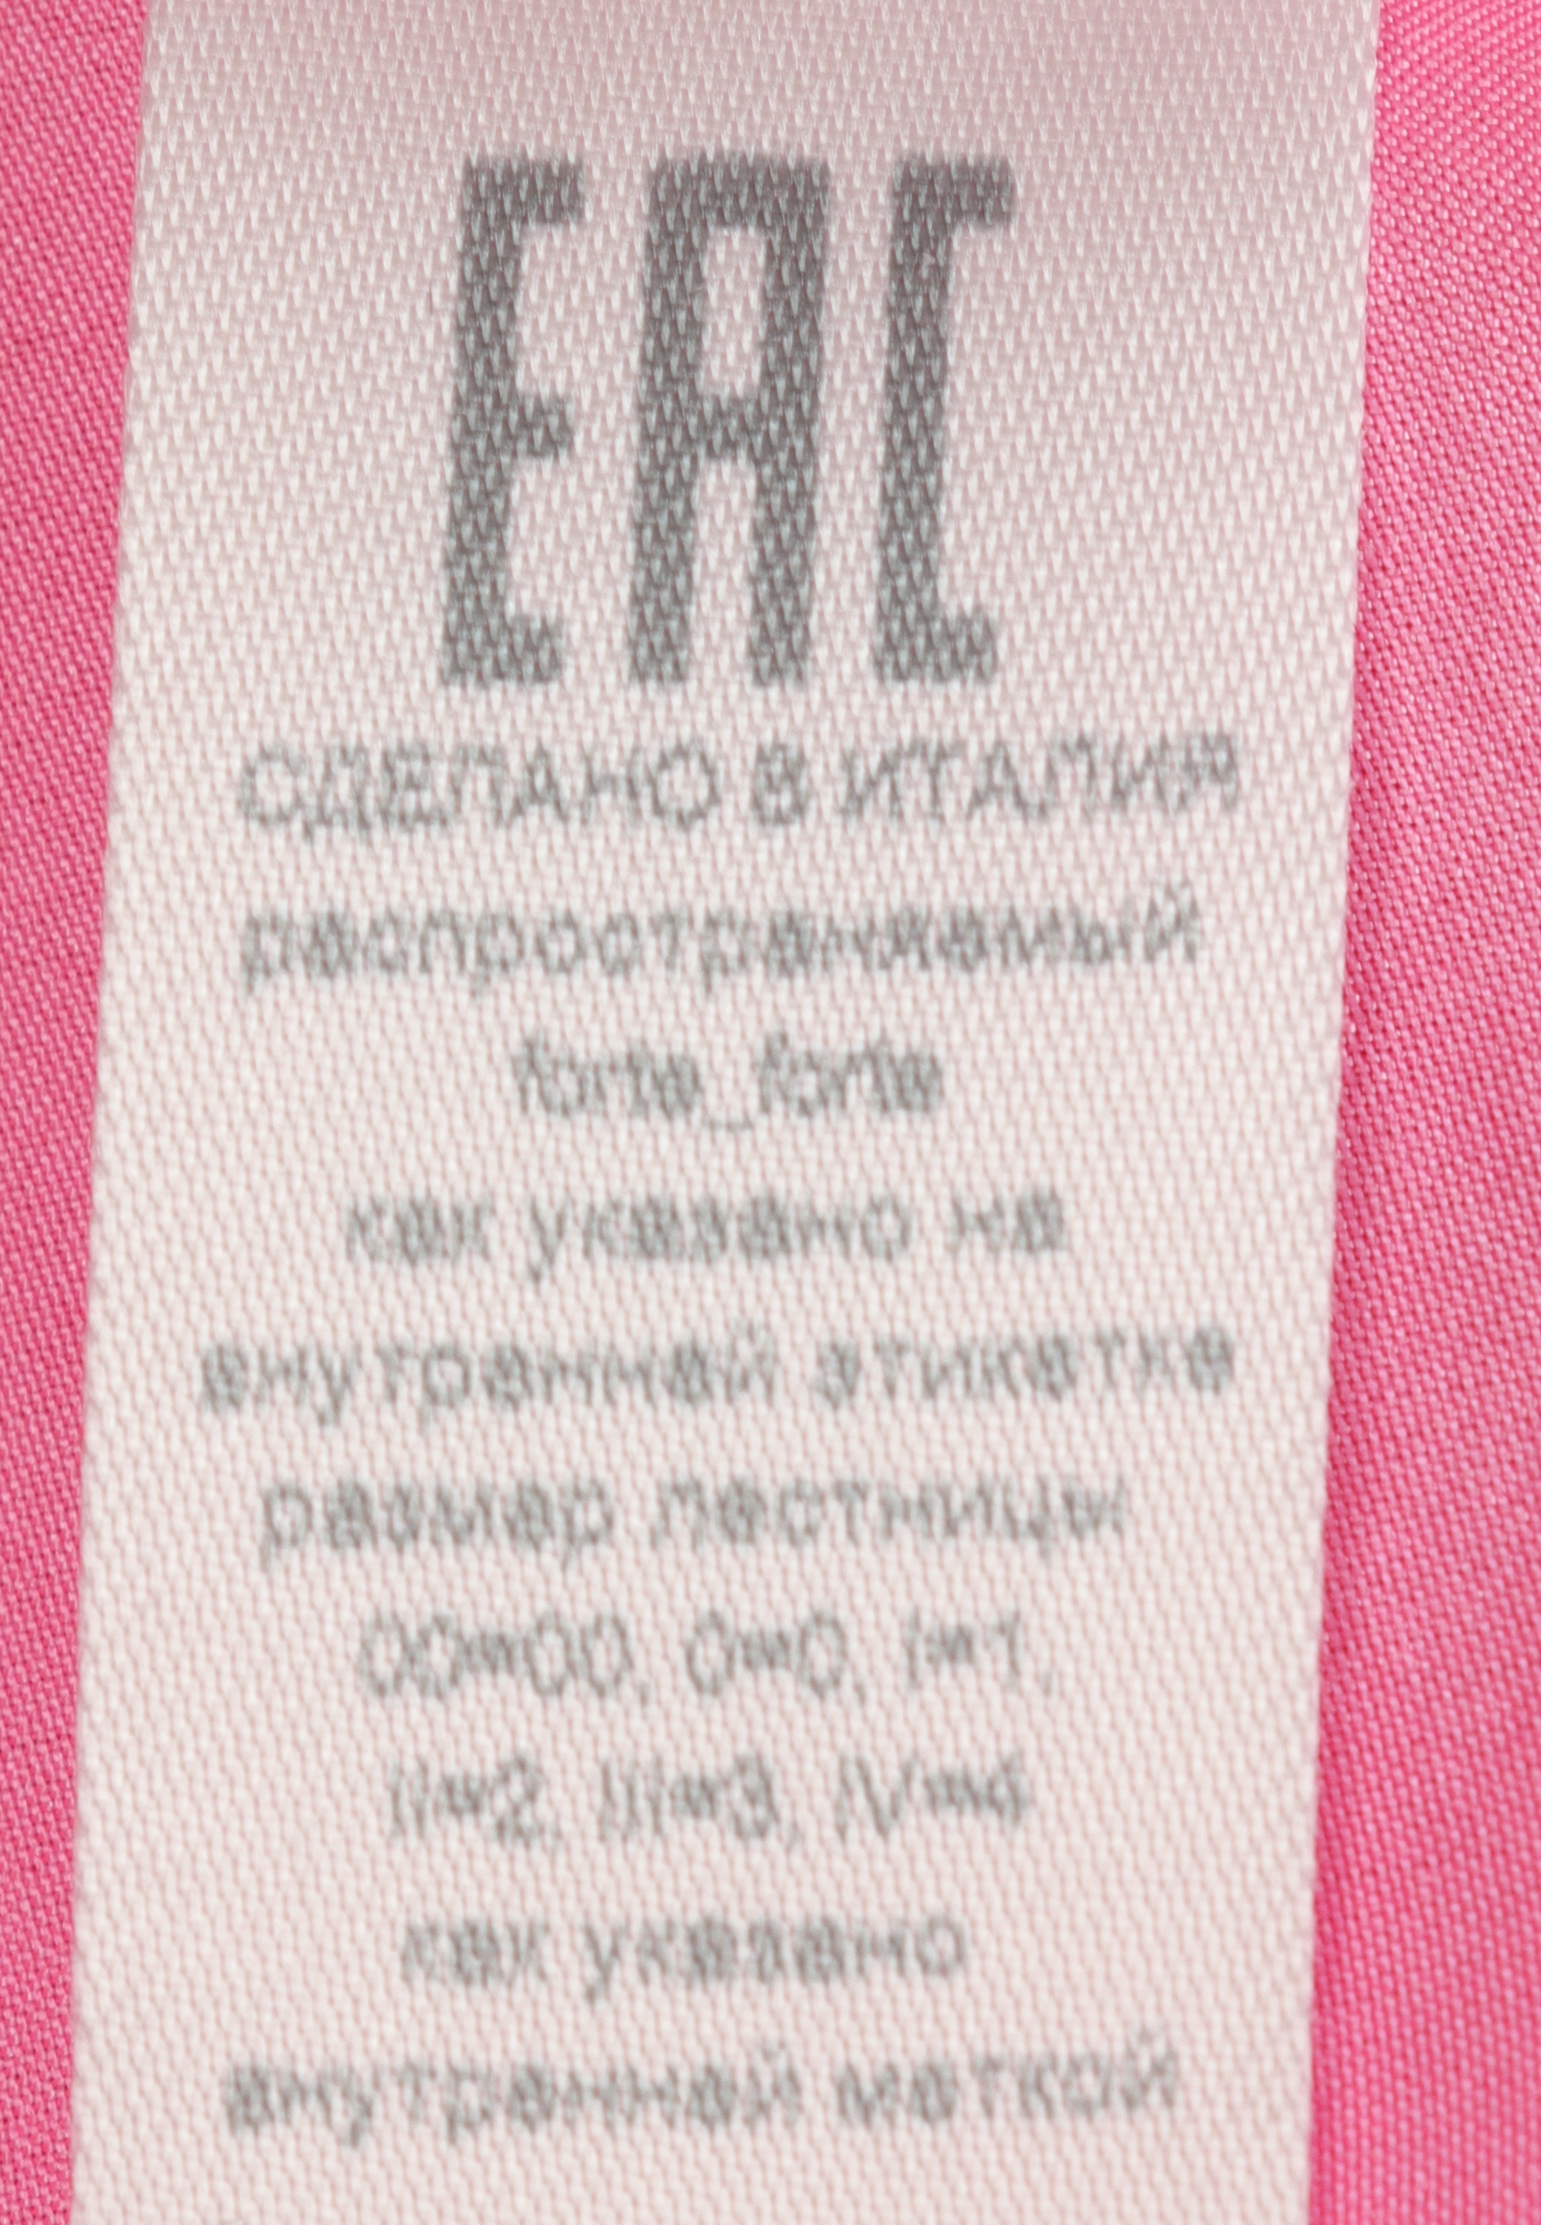 EAC
СДЕЛАНО В ИТАЛИЯ
распространяемый
forte_forte
как указано на
внутренней этикетке
размер лестницы
00=00, 0=0, I=1,
II=2, III=3, IV=4
как указано
внутренней меткой